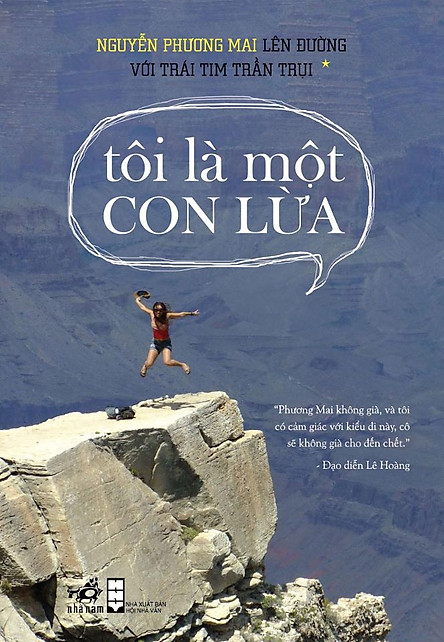 NGUYỄN PHƯƠNG MAI LÊN ĐƯỜNG
VỚI TRÁI TIM TRẦN TRỤI *
tôi là một
CON LỪA
“Phương Mai không già, và tôi
có cảm giác với kiểu đi này, cô
sẽ không già cho đến chết.”
- Đạo diễn Lê Hoàng
nhã nam
NHÀ XUẤT BẢN
HỘI NHÀ VĂN